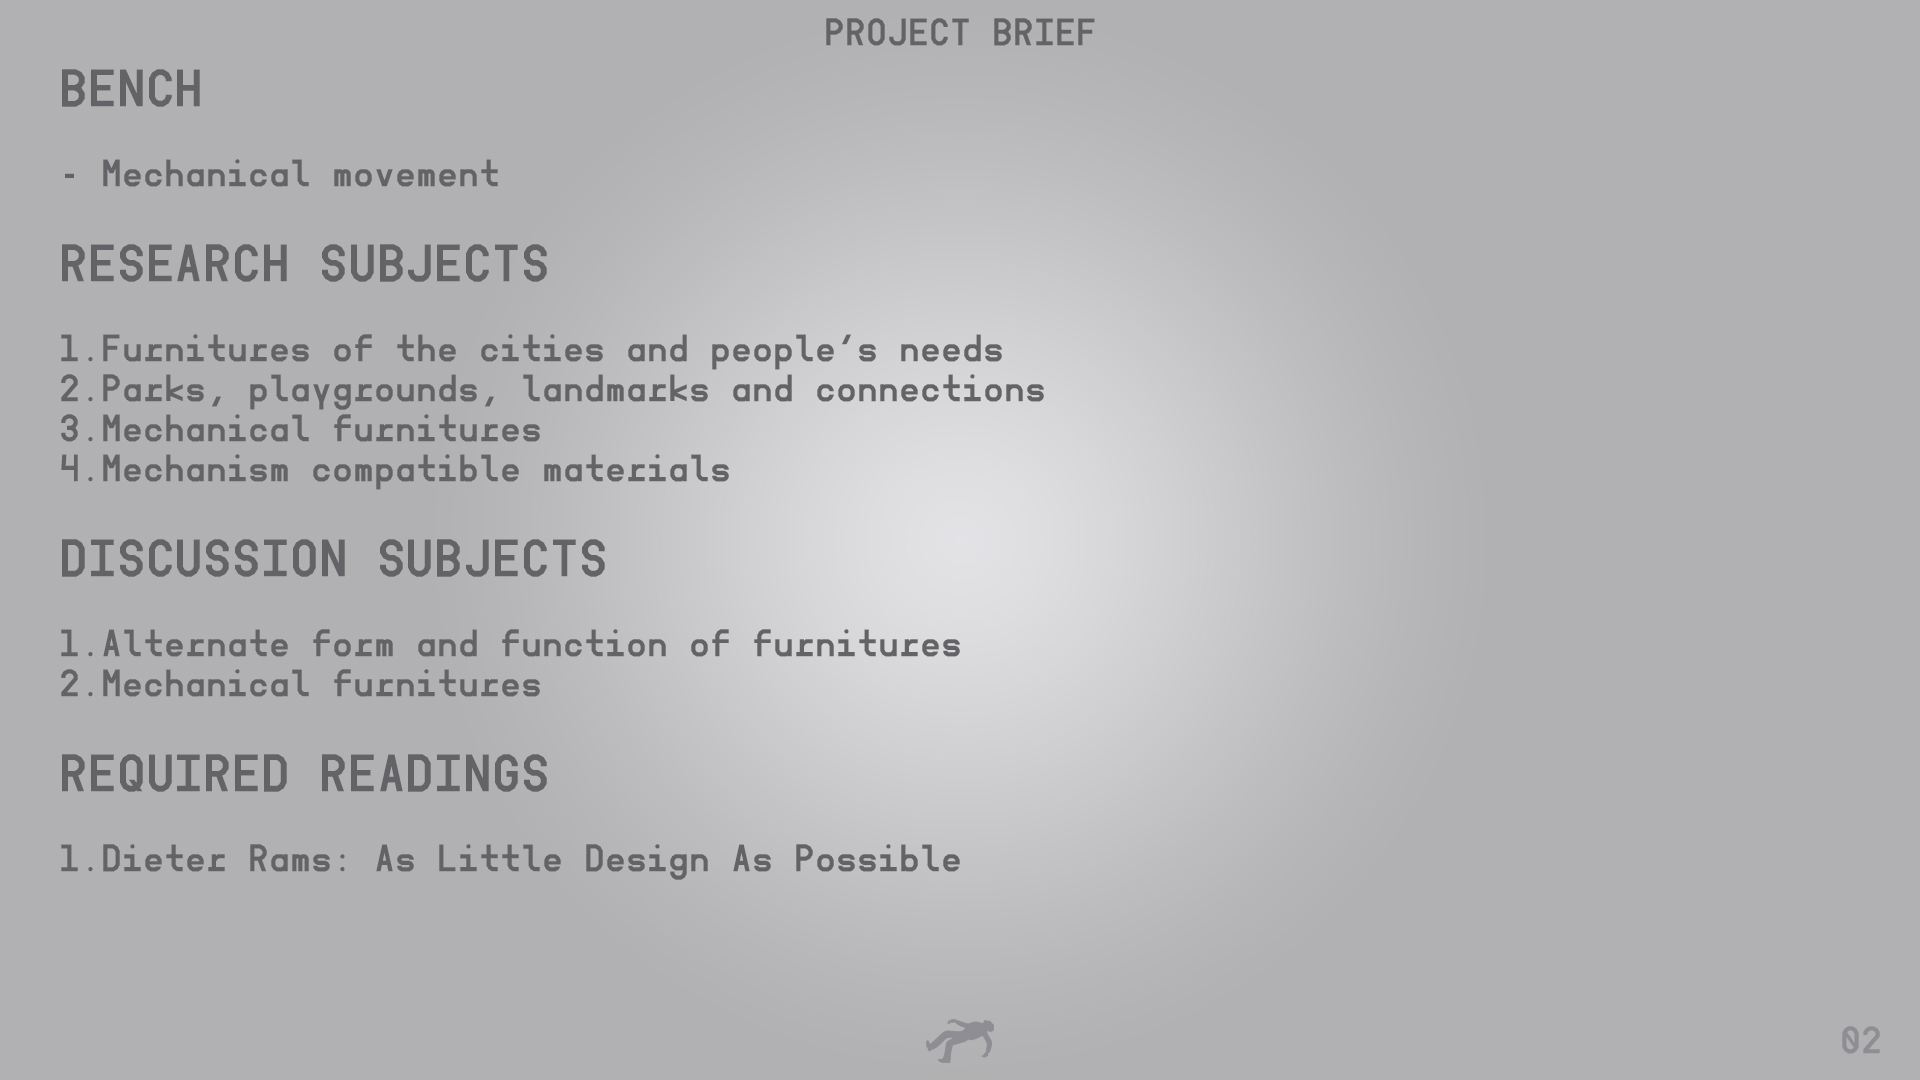 PROJECT BRIEF
BENCH
- Mechanical movement
RESEARCH SUBJECTS
1.Furnitures of the cities and people’s needs
2.Parks, playgrounds, landmarks and connections
3.Mechanical furnitures
4.Mechanism compatible materials
DISCUSSION SUBJECTS
1.Alternate form and function of furnitures
2.Mechanical furnitures
REQUIRED READINGS
1.Dieter Rams: As Little Design As Possible
02